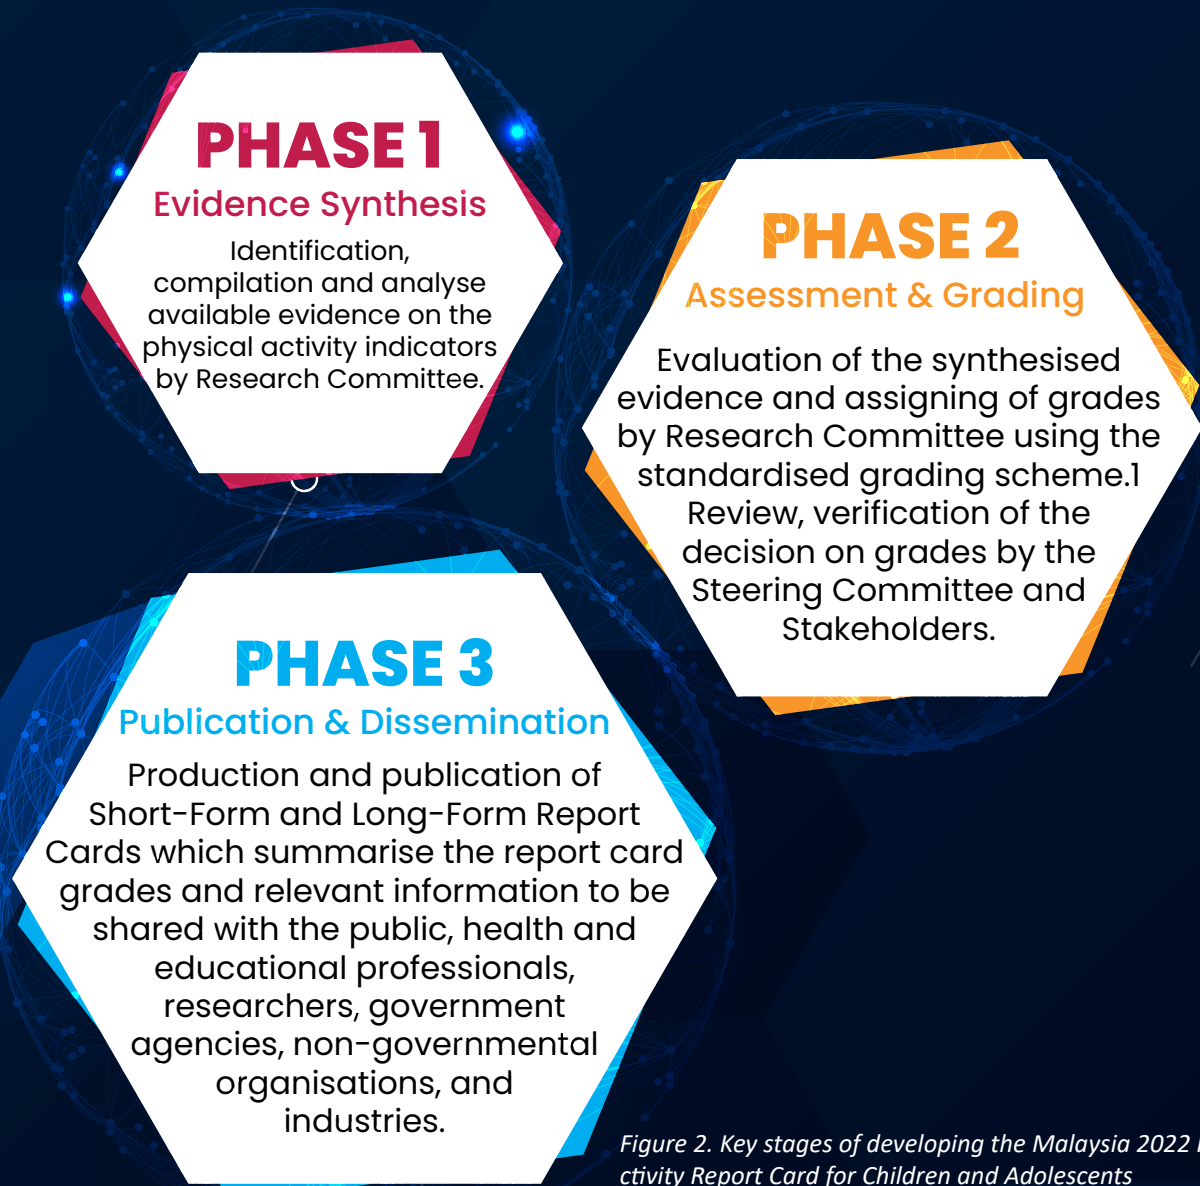 PHASE 1
Evidence Synthesis
Identification,
compilation and analyse
available evidence on the
physical activity indicators
by Research Committee.
PHASE 2
Assessment & Grading
Evaluation of the synthesised
evidence and assigning of grades
by Research Committee using the
standardised grading scheme.1
Review, verification of the
decision on grades by the
Steering Committee and
Stakeholders.
PHASE 3
Publication & Dissemination
Production and publication of
Short-Form and Long-Form Report
Cards which summarise the report card
grades and relevant information to be
shared with the public, health and
educational professionals,
researchers, government
agencies, non-governmental
organisations, and
industries.
Figure 2. Key stages of developing the Malaysia 2022
ctivity Report Card for Children and Adolescents